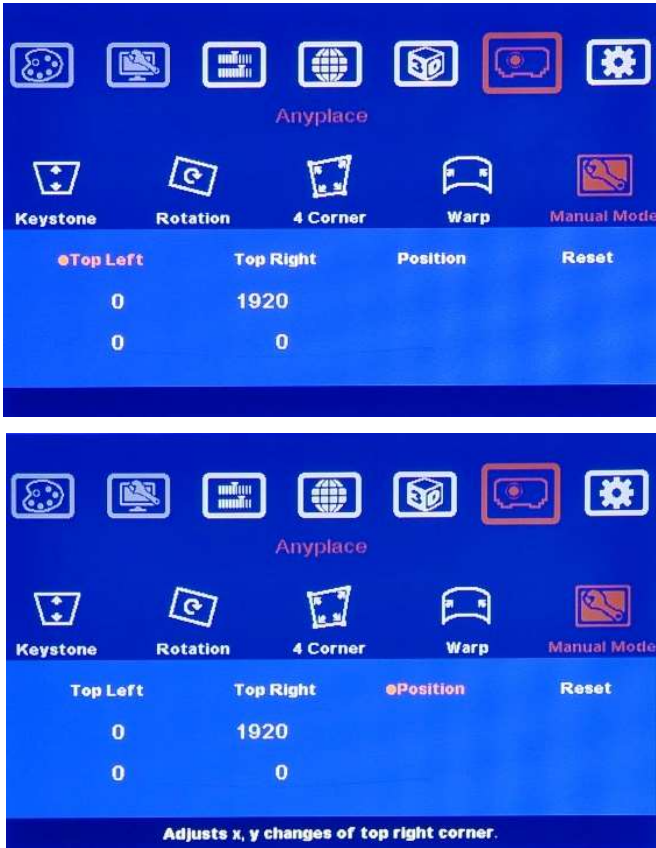 3D
Anyplace
Keystone Rotation 4 Corner Warp Manual Mode
Top Left Top Right Position Reset
0 1920
0 0
3D
Anyplace
Keystone Rotation 4 Corner Warp Manual Mode
Top Left Top Right Position Reset
0 1920
0 0
Adjusts x, y changes of top right corner.